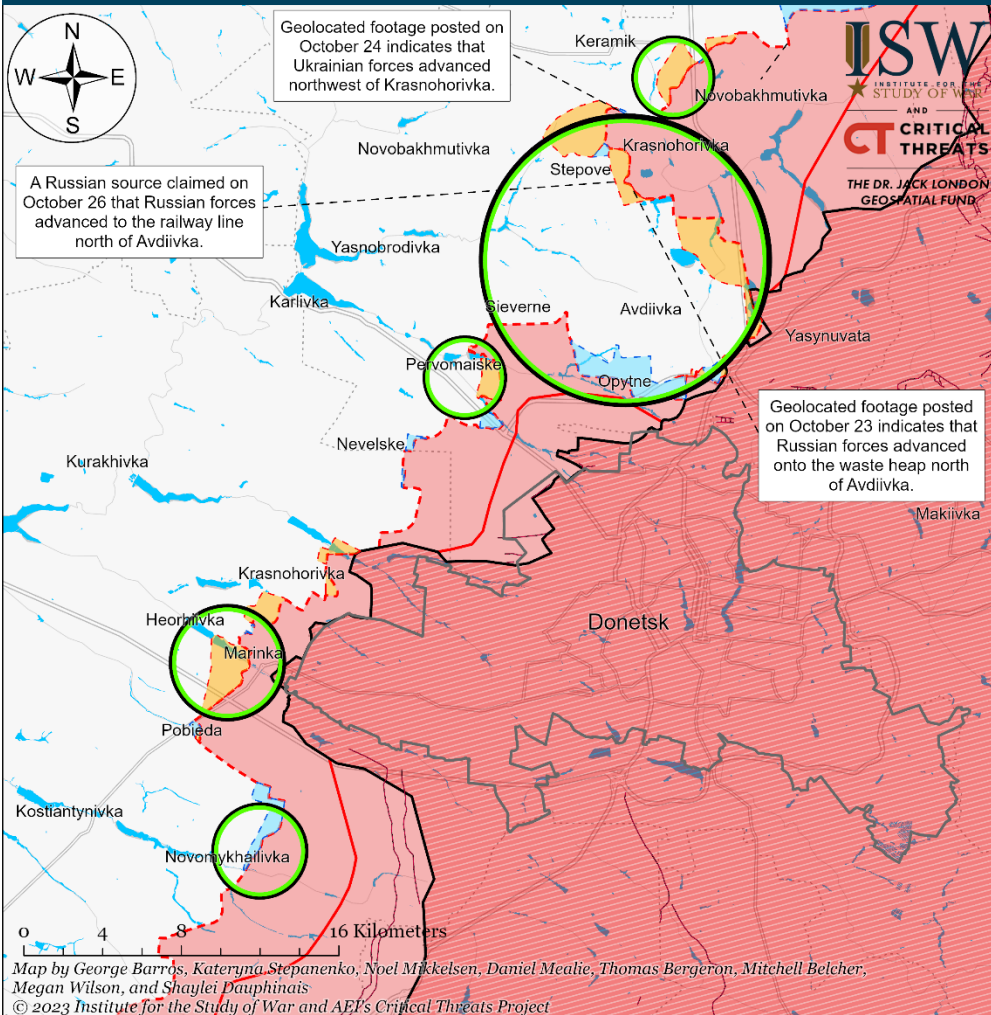 N
W
E
S
Geolocated footage posted on
October 24 indicates that
Ukrainian forces advanced
northwest of Krasnohorivka.
Keramik
ISW
INSTITUTE FOR THE
STUDY OF WAR
AND
CT CRITICAL
THREATS
THE DR. JACK LONDON
GEOSPATIAL FUND
Novobakhmutivka
Novobakhmutivka
Krasnohorivka
Stepove
A Russian source claimed on
October 26 that Russian forces
advanced to the railway line
north of Avdiivka.
Yasnobrodivka
Karlivka
Sieverne
Avdiivka
Yasynuvata
Pervomaiske
Opytne
Geolocated footage posted
on October 23 indicates that
Russian forces advanced
onto the waste heap north
of Avdiivka.
Nevelske
Kurakhivka
Makiivka
Krasnohorivka
Heorhiivka
Donetsk
Marinka
Pobieda
Kostiantynivka
Novomykhailivka
0 4 8 16 Kilometers
Map by George Barros, Kateryna Stepanenko, Noel Mikkelsen, Daniel Mealie, Thomas Bergeron, Mitchell Belcher,
Megan Wilson, and Shaylei Dauphinais
© 2023 Institute for the Study of War and AEI's Critical Threats Project